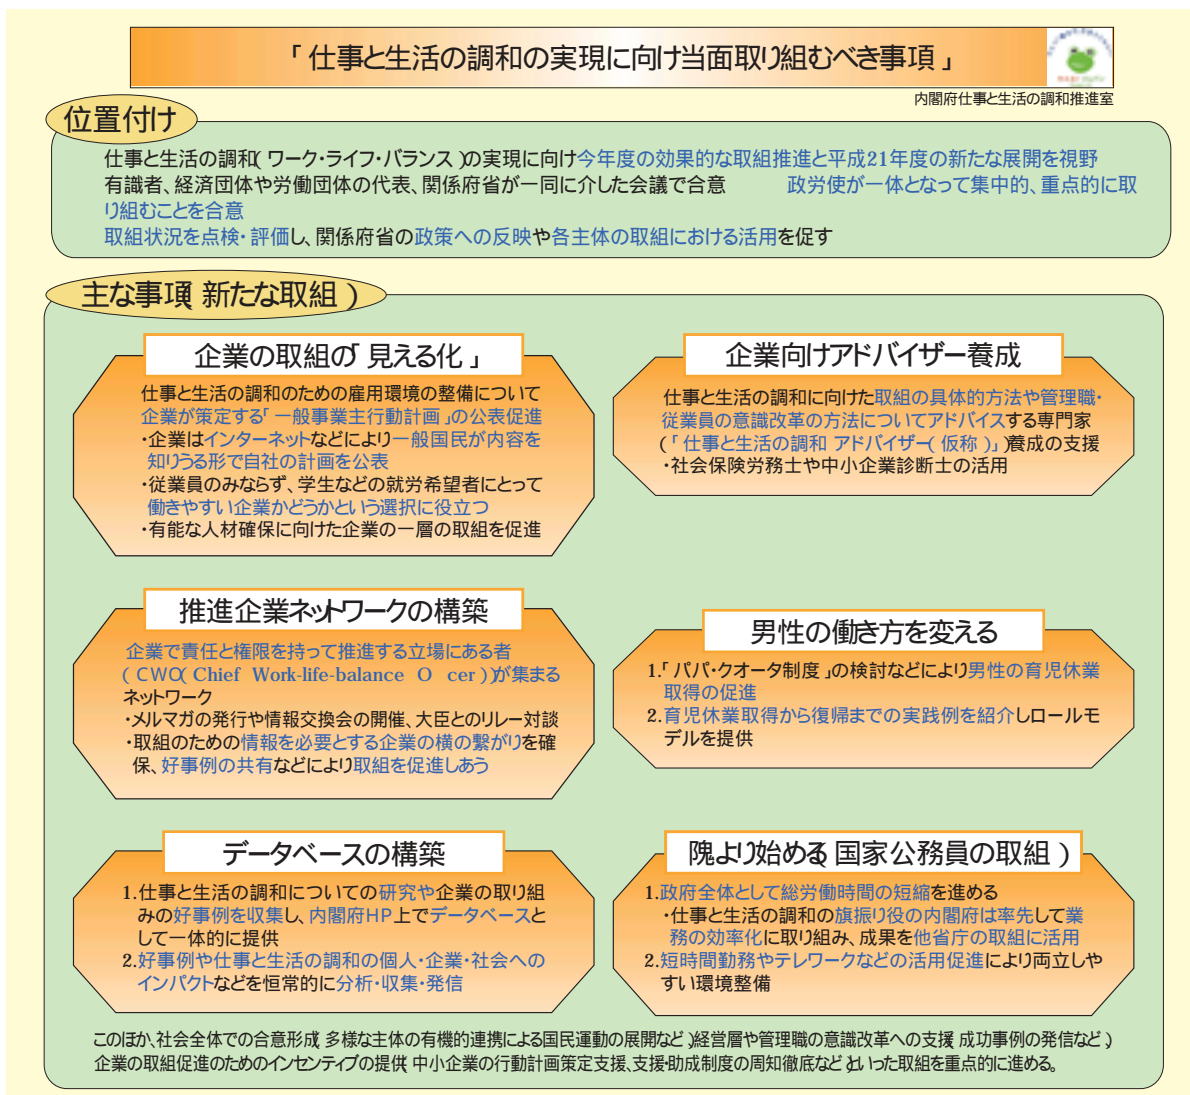 「仕事と生活の調和の実現に向け当面取り組むべき事項」
内閣府仕事と生活の調和推進室
位置付け
仕事と生活の調和(ワーク・ライフ・バランス)の実現に向け今年度の効果的な取組推進と平成21年度の新たな展開を視野
有識者、経済団体や労働団体の代表、関係府省が一同に介した会議で合意 政労使が一体となって集中的、重点的に取
り組むことを合意
取組状況を点検・評価し、関係府省の政策への反映や各主体の取組における活用を促す
主な事項(新たな取組)
企業の取組の「見える化」
仕事と生活の調和のための雇用環境の整備について
企業が策定する「一般事業主行動計画」の公表促進
・企業はインターネットなどにより一般国民が内容を
知りうる形で自社の計画を公表
・従業員のみならず、学生などの就労希望者にとって
働きやすい企業かどうかという選択に役立つ
・有能な人材確保に向けた企業の一層の取組を促進
企業向けアドバイザー養成
仕事と生活の調和に向けた取組の具体的方法や管理職・
従業員の意識改革の方法についてアドバイスする専門家
(「仕事と生活の調和 アドバイザー(仮称)」)養成の支援
・社会保険労務士や中小企業診断士の活用
推進企業ネットワークの構築
企業で責任と権限を持って推進する立場にある者
(CWO(Chief Work-life-balance O cer))が集まる
ネットワーク
・メルマガの発行や情報交換会の開催、大臣とのリレー対談
・取組のための情報を必要とする企業の横の繋がりを確
保、好事例の共有などにより取組を促進しあう
男性の働き方を変える
1.「パパ・クオータ制度」の検討などにより男性の育児休業
取得の促進
2.育児休業取得から復帰までの実践例を紹介しロールモ
デルを提供
データベースの構築
1.仕事と生活の調和についての研究や企業の取り組
みの好事例を収集し、内閣府HP上でデータベースと
して一体的に提供
2.好事例や仕事と生活の調和の個人・企業・社会への
インパクトなどを恒常的に分析・収集・発信
隗より始める(国家公務員の取組)
1.政府全体として総労働時間の短縮を進める
・仕事と生活の調和の旗振り役の内閣府は率先して業
務の効率化に取り組み、成果を他省庁の取組に活用
2.短時間勤務やテレワークなどの活用促進により両立しや
すい環境整備
このほか、社会全体での合意形成(多様な主体の有機的連携による国民運動の展開など)、経営層や管理職の意識改革への支援(成功事例の発信など)、
企業の取組促進のためのインセンティブの提供(中小企業の行動計画策定支援、支援・助成制度の周知徹底など)といった取組を重点的に進める。